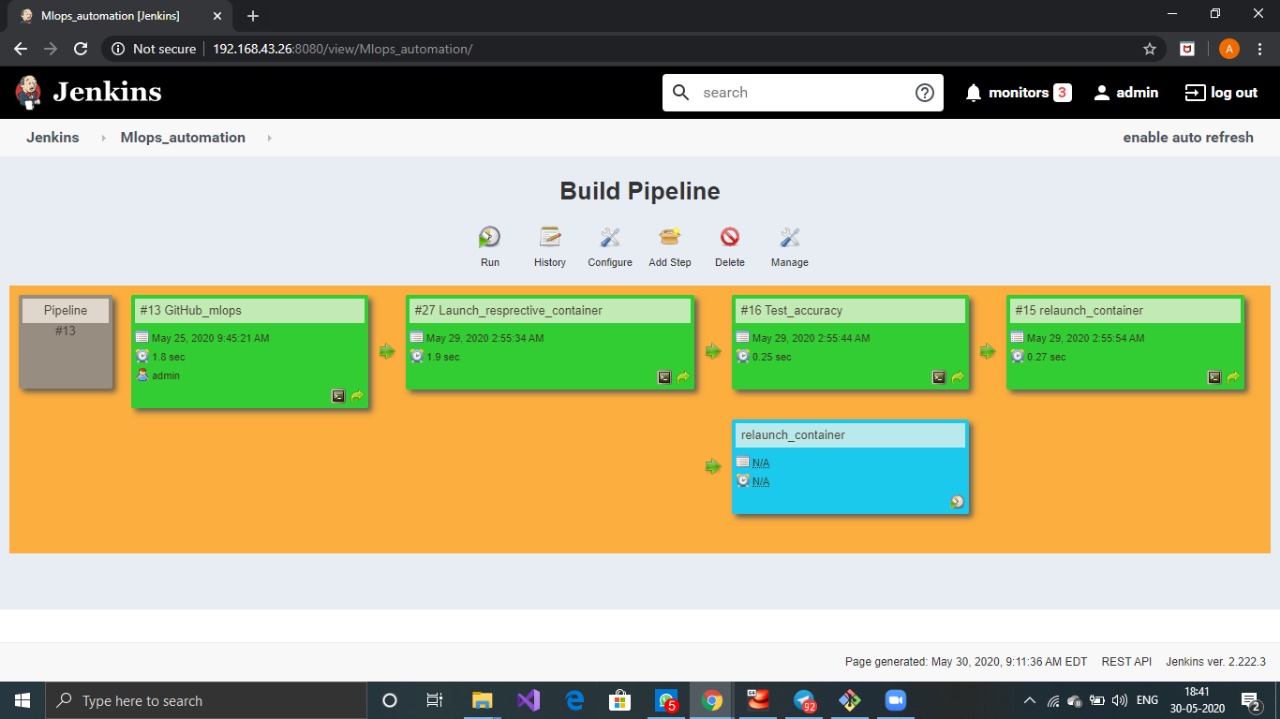 Mlops_automation [Jenkins]
Not secure 192.168.43.26:8080/view/Mlops_automation/
A
Jenkins
search
monitors 3
admin
log out
Jenkins
Mlops_automation
enable auto refresh
Build Pipeline
Run
History
Configure
Add Step
Delete
Manage
Pipeline
#13
#13 GitHub_mlops
May 25, 2020 9:45:21 AM
1.8 sec
admin
#27 Launch_resprective_container
May 29, 2020 2:55:34 AM
1.9 sec
#16 Test_accuracy
May 29, 2020 2:55:44 AM
0.25 sec
#15 relaunch_container
May 29, 2020 2:55:54 AM
0.27 sec
relaunch_container
N/A
N/A
Page generated: May 30, 2020, 9:11:36 AM EDT REST API Jenkins ver. 2.222.3
Type here to search
5
92
ENG
18:41
30-05-2020
2